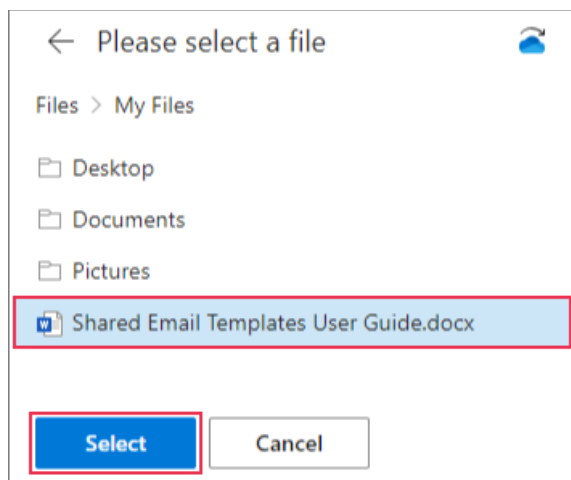 Please select a file
Files > My Files
Desktop
Documents
Pictures
Shared Email Templates User Guide.docx
Select Cancel